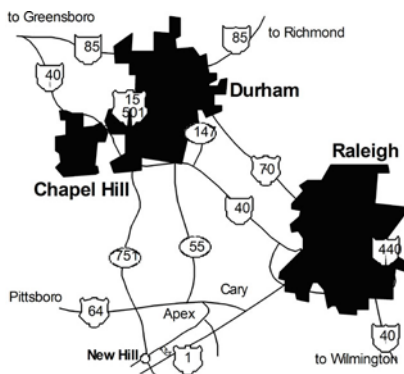 to Greensboro
85
85
to Richmond
40
15
501
Durham
147
Raleigh
70
Chapel Hill
40
440
751
55
Cary
Pittsboro
64
Apex
New Hill
1
40
to Wilmington